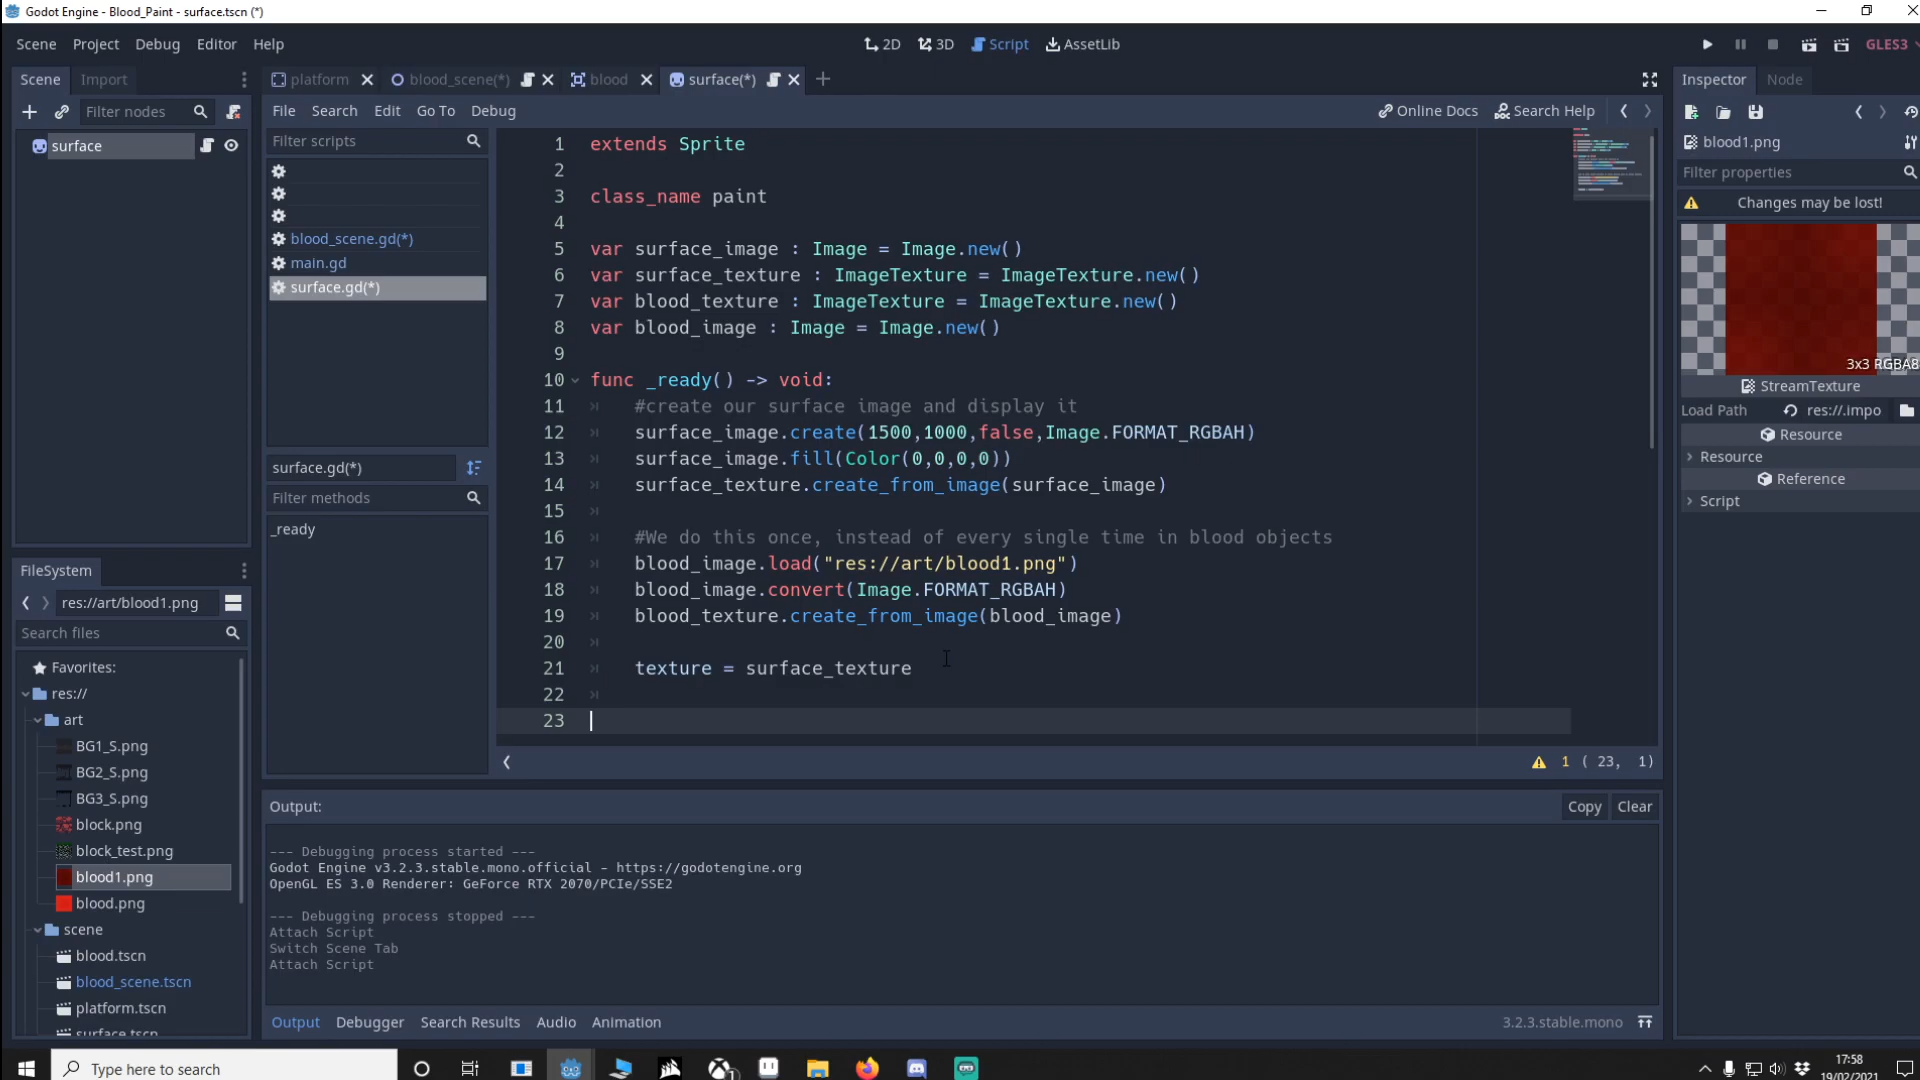 Godot Engine - Blood_Paint - surface.tscn (*)
Scene Project Debug Editor Help
2D 3D Script AssetLib
GLES3
Scene Import
platform blood_scene(*) blood surface(*)
Inspector Node
Filter nodes
File Search Edit Go To Debug
Online Docs Search Help
surface
Filter scripts
blood_scene.gd(*)
main.gd
surface.gd(*)
surface.gd(*)
Filter methods
_ready
1 extends Sprite
2
3 class_name paint
4
5 var surface_image : Image = Image.new()
6 var surface_texture : ImageTexture = ImageTexture.new()
7 var blood_texture : ImageTexture = ImageTexture.new()
8 var blood_image : Image = Image.new()
9
10 func _ready() -> void:
11 #create our surface image and display it
12 surface_image.create(1500,1000,false,Image.FORMAT_RGBAH)
13 surface_image.fill(Color(0,0,0,0))
14 surface_texture.create_from_image(surface_image)
15
16 #We do this once, instead of every single time in blood objects
17 blood_image.load("res://art/blood1.png")
18 blood_image.convert(Image.FORMAT_RGBAH)
19 blood_texture.create_from_image(blood_image)
20
21 texture = surface_texture
22
23
1 ( 23, 1)
blood1.png
Filter properties
Changes may be lost!
3x3 RGBA8
StreamTexture
Load Path res://.impo
Resource
Resource
Reference
Script
FileSystem
res://art/blood1.png
Search files
Favorites:
res://
art
BG1_S.png
BG2_S.png
BG3_S.png
block.png
block_test.png
blood1.png
blood.png
scene
blood.tscn
blood_scene.tscn
platform.tscn
surface.tscn
Output:
Copy Clear
--- Debugging process started ---
Godot Engine v3.2.3.stable.mono.official - https://godotengine.org
OpenGL ES 3.0 Renderer: GeForce RTX 2070/PCIe/SSE2
--- Debugging process stopped ---
Attach Script
Switch Scene Tab
Attach Script
Output Debugger Search Results Audio Animation
3.2.3.stable.mono
Type here to search
17:58
19/02/2021